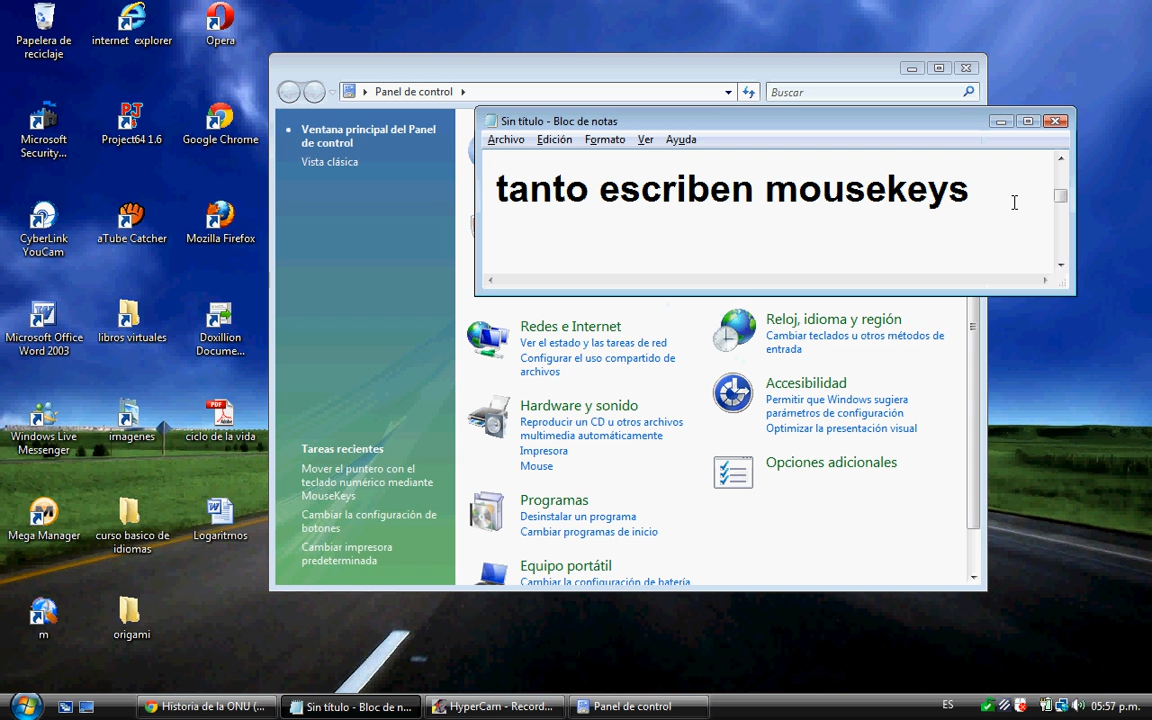 Papelera de
reciclaje
internet explorer
Opera
Microsoft
Security...
Project64 1.6
Google Chrome
CyberLink
YouCam
aTube Catcher
Mozilla Firefox
Microsoft Office
Word 2003
libros virtuales
Doxillion
Docume...
Windows Live
Messenger
imagenes
ciclo de la vida
Mega Manager
curso basico de
idiomas
Logaritmos
m
origami
Panel de control
Buscar
Ventana principal del Panel
de control
Vista clásica
Tareas recientes
Mover el puntero con el
teclado numérico mediante
MouseKeys
Cambiar la configuración de
botones
Cambiar impresora
predeterminada
Sin título - Bloc de notas
Archivo Edición Formato Ver Ayuda
tanto escriben mousekeys
Redes e Internet
Ver el estado y las tareas de red
Configurar el uso compartido de
archivos
Hardware y sonido
Reproducir un CD u otros archivos
multimedia automáticamente
Impresora
Mouse
Programas
Desinstalar un programa
Cambiar programas de inicio
Equipo portátil
Cambiar la configuración de batería
Reloj, idioma y región
Cambiar teclados u otros métodos de
entrada
Accesibilidad
Permitir que Windows sugiera
parámetros de configuración
Optimizar la presentación visual
Opciones adicionales
Historia de la ONU (...
Sin título - Bloc de n...
HyperCam - Record...
Panel de control
ES
05:57 p.m.